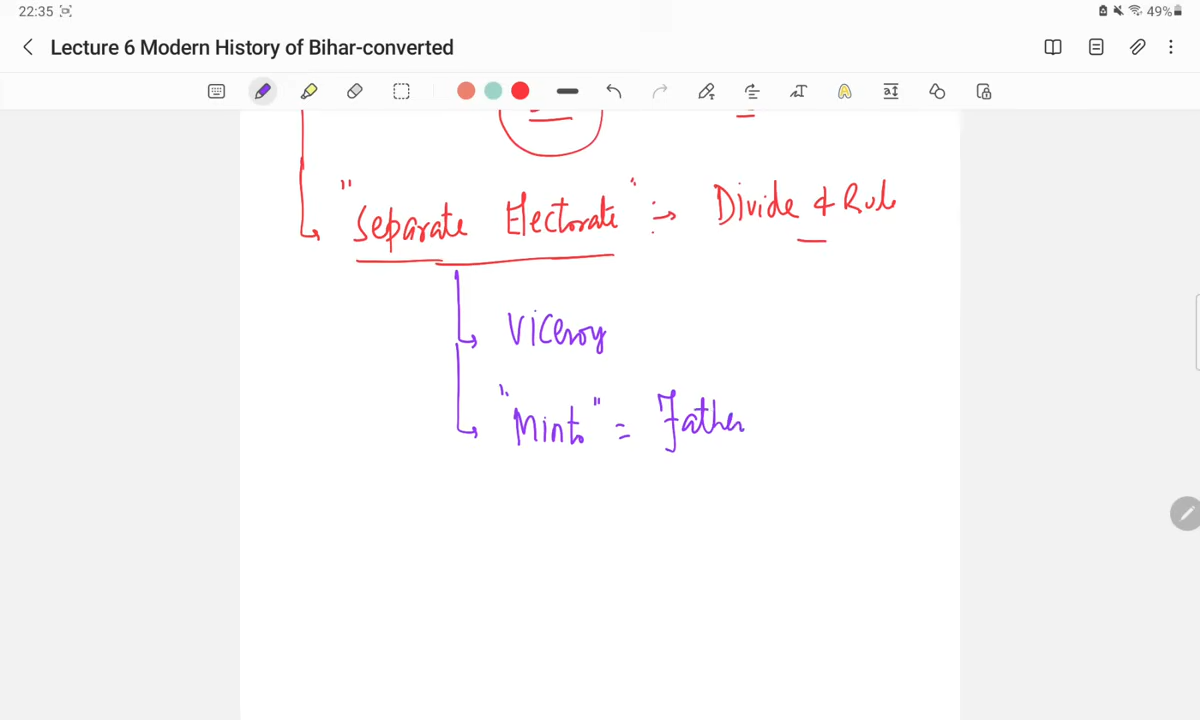 22:35 49%
Lecture 6 Modern History of Bihar-converted
"Separate Electorate" :→ Divide & Rule
Viceroy
"Minto" = Father